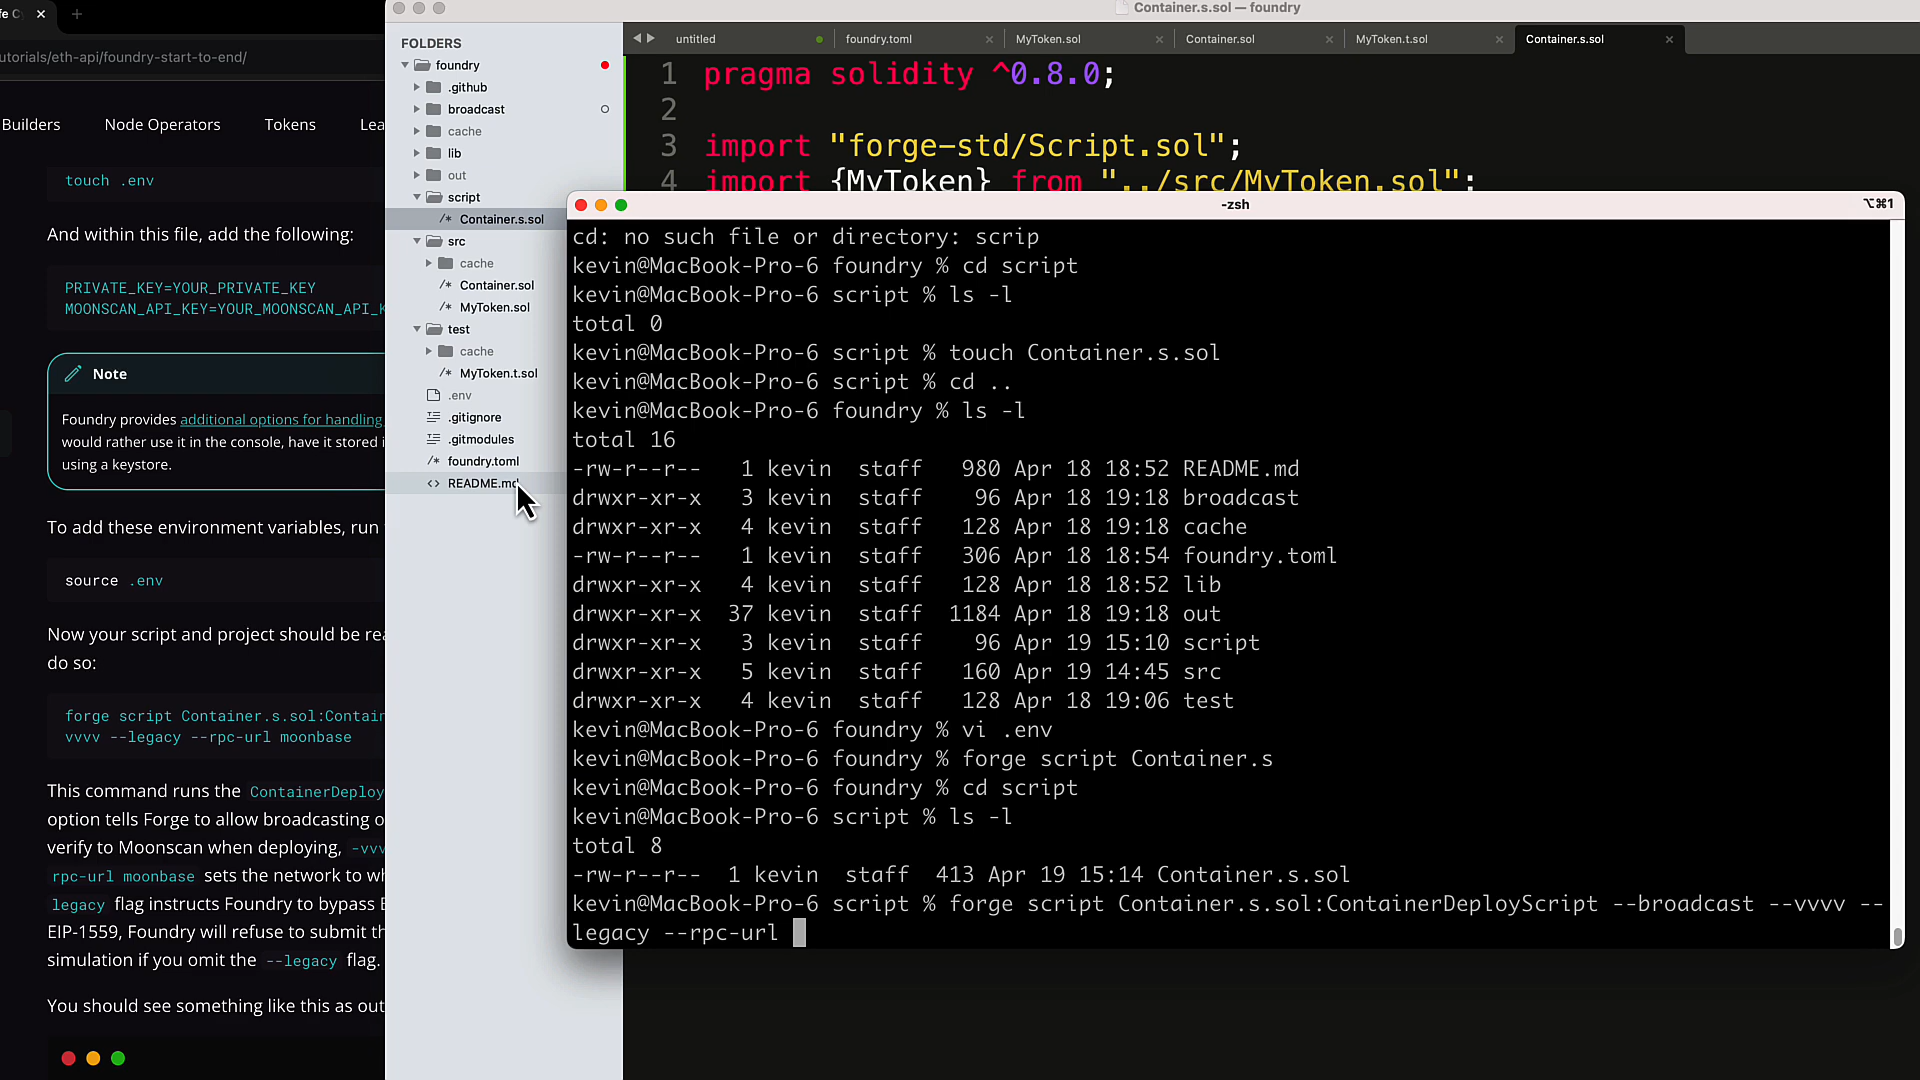 utorials/eth-api/foundry-start-to-end/
Builders
Node Operators
Tokens
Lea
touch .env
And within this file, add the following:
PRIVATE_KEY=YOUR_PRIVATE_KEY
MOONSCAN_API_KEY=YOUR_MOONSCAN_API_K
Note
Foundry provides additional options for handling
would rather use it in the console, have it stored i
using a keystore.
To add these environment variables, run
source .env
Now your script and project should be rea
do so:
forge script Container.s.sol:Contain
vvvv --legacy --rpc-url moonbase
This command runs the ContainerDeploy
option tells Forge to allow broadcasting o
verify to Moonscan when deploying, -vvv
rpc-url moonbase sets the network to wh
legacy flag instructs Foundry to bypass E
EIP-1559, Foundry will refuse to submit th
simulation if you omit the --legacy flag.
You should see something like this as out
Container.s.sol — foundry
FOLDERS
foundry
.github
broadcast
cache
lib
out
script
/* Container.s.sol
src
cache
/* Container.sol
/* MyToken.sol
test
cache
/* MyToken.t.sol
.env
.gitignore
.gitmodules
/* foundry.toml
<> README.md
untitled
foundry.toml
MyToken.sol
Container.sol
MyToken.t.sol
Container.s.sol
1 pragma solidity ^0.8.0;
2
3 import "forge-std/Script.sol";
4 import {MyToken} from "../src/MyToken.sol";
-zsh
⌥⌘1
cd: no such file or directory: scrip
kevin@MacBook-Pro-6 foundry % cd script
kevin@MacBook-Pro-6 script % ls -l
total 0
kevin@MacBook-Pro-6 script % touch Container.s.sol
kevin@MacBook-Pro-6 script % cd ..
kevin@MacBook-Pro-6 foundry % ls -l
total 16
-rw-r--r-- 1 kevin staff 980 Apr 18 18:52 README.md
drwxr-xr-x 3 kevin staff 96 Apr 18 19:18 broadcast
drwxr-xr-x 4 kevin staff 128 Apr 18 19:18 cache
-rw-r--r-- 1 kevin staff 306 Apr 18 18:54 foundry.toml
drwxr-xr-x 4 kevin staff 128 Apr 18 18:52 lib
drwxr-xr-x 37 kevin staff 1184 Apr 18 19:18 out
drwxr-xr-x 3 kevin staff 96 Apr 19 15:10 script
drwxr-xr-x 5 kevin staff 160 Apr 19 14:45 src
drwxr-xr-x 4 kevin staff 128 Apr 18 19:06 test
kevin@MacBook-Pro-6 foundry % vi .env
kevin@MacBook-Pro-6 foundry % forge script Container.s
kevin@MacBook-Pro-6 foundry % cd script
kevin@MacBook-Pro-6 script % ls -l
total 8
-rw-r--r-- 1 kevin staff 413 Apr 19 15:14 Container.s.sol
kevin@MacBook-Pro-6 script % forge script Container.s.sol:ContainerDeployScript --broadcast --vvvv --
legacy --rpc-url